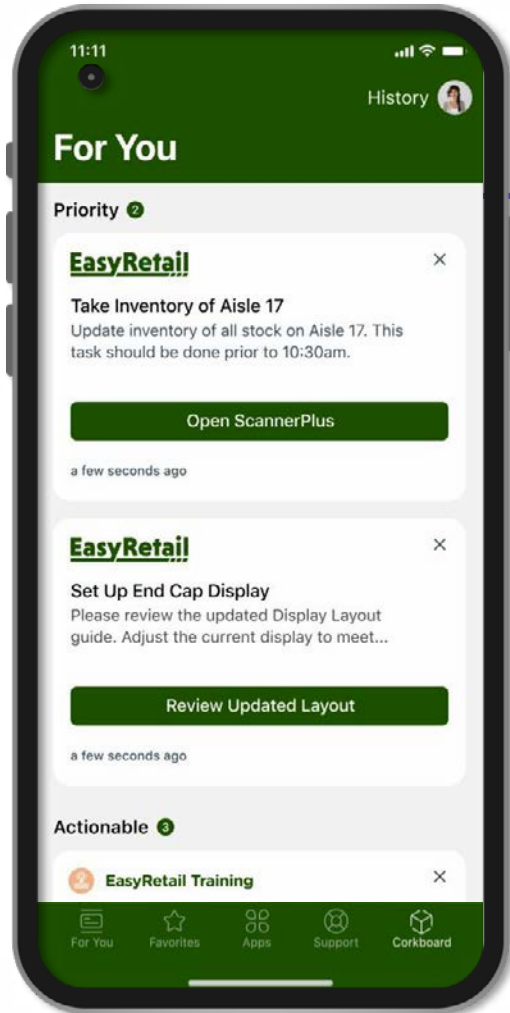 11:11
History
For You
Priority 2
EasyRetail
Take Inventory of Aisle 17
Update inventory of all stock on Aisle 17. This
task should be done prior to 10:30am.
Open ScannerPlus
a few seconds ago
EasyRetail
Set Up End Cap Display
Please review the updated Display Layout
guide. Adjust the current display to meet...
Review Updated Layout
a few seconds ago
Actionable 3
EasyRetail Training
For You Favorites Apps Support Corkboard